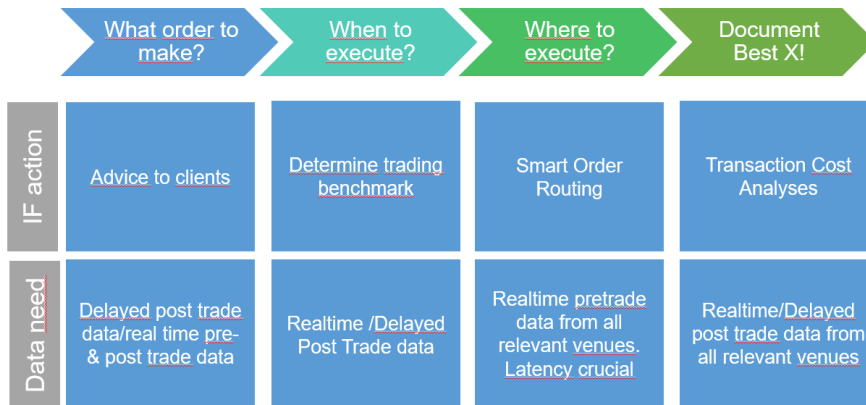 What order to
make?
When to
execute?
Where to
execute?
Document
Best X!
IF action
Advice to clients
Determine trading
benchmark
Smart Order
Routing
Transaction Cost
Analyses
Data need
Delayed post trade
data/real time pre-
& post trade data
Realtime /Delayed
Post Trade data
Realtime pretrade
data from all
relevant venues.
Latency crucial
Realtime/Delayed
post trade data from
all relevant venues